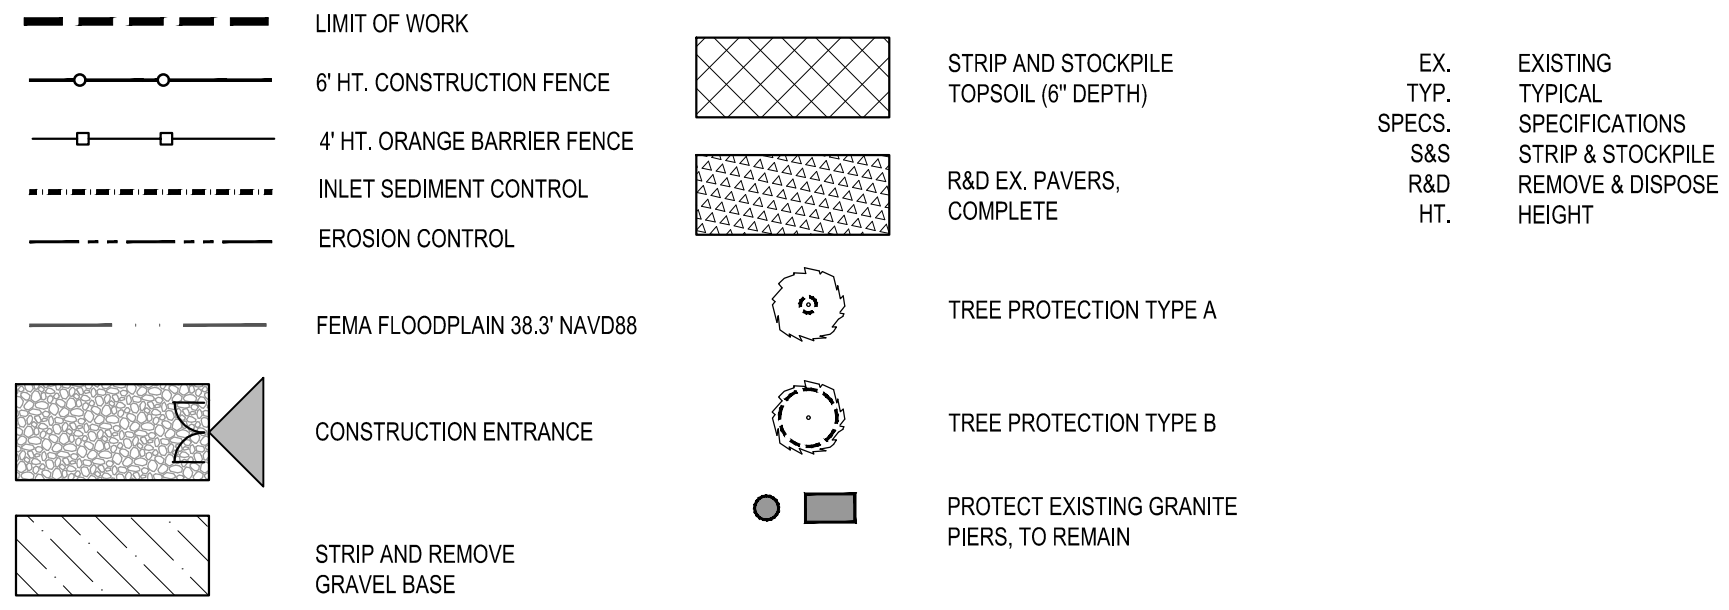 LIMIT OF WORK
6' HT. CONSTRUCTION FENCE
4' HT. ORANGE BARRIER FENCE
INLET SEDIMENT CONTROL
EROSION CONTROL
FEMA FLOODPLAIN 38.3' NAVD88
CONSTRUCTION ENTRANCE
STRIP AND REMOVE
GRAVEL BASE
STRIP AND STOCKPILE
TOPSOIL (6" DEPTH)
R&D EX. PAVERS,
COMPLETE
TREE PROTECTION TYPE A
TREE PROTECTION TYPE B
PROTECT EXISTING GRANITE
PIERS, TO REMAIN
EX. EXISTING
TYP. TYPICAL
SPECS. SPECIFICATIONS
S&S STRIP & STOCKPILE
R&D REMOVE & DISPOSE
HT. HEIGHT